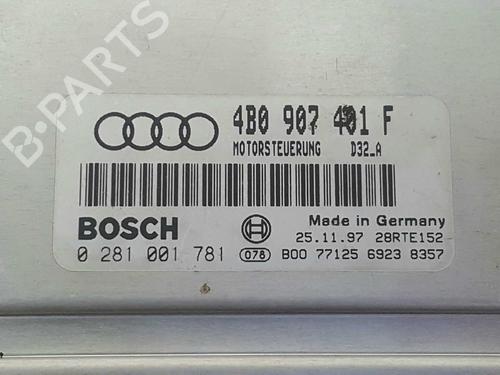 B-PARTS
4B0 907 401 F
MOTORSTEUERUNG D32_A
BOSCH
Made in Germany
25.11.97 28RTE152
0 281 001 781 076 B00 77125 6923 8357